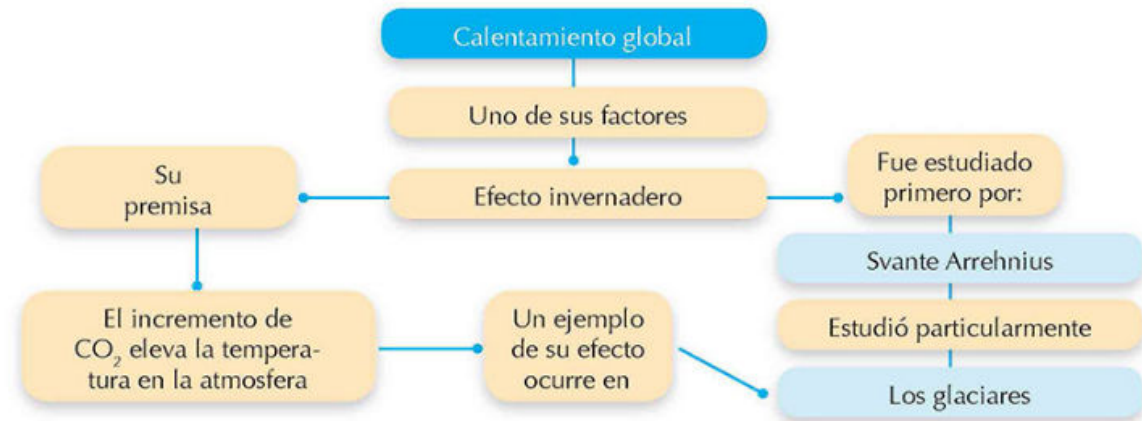 Calentamiento global
Uno de sus factores
Efecto invernadero
Su
premisa
El incremento de
CO₂ eleva la tempera-
tura en la atmosfera
Un ejemplo
de su efecto
ocurre en
Fue estudiado
primero por:
Svante Arrehnius
Estudió particularmente
Los glaciares